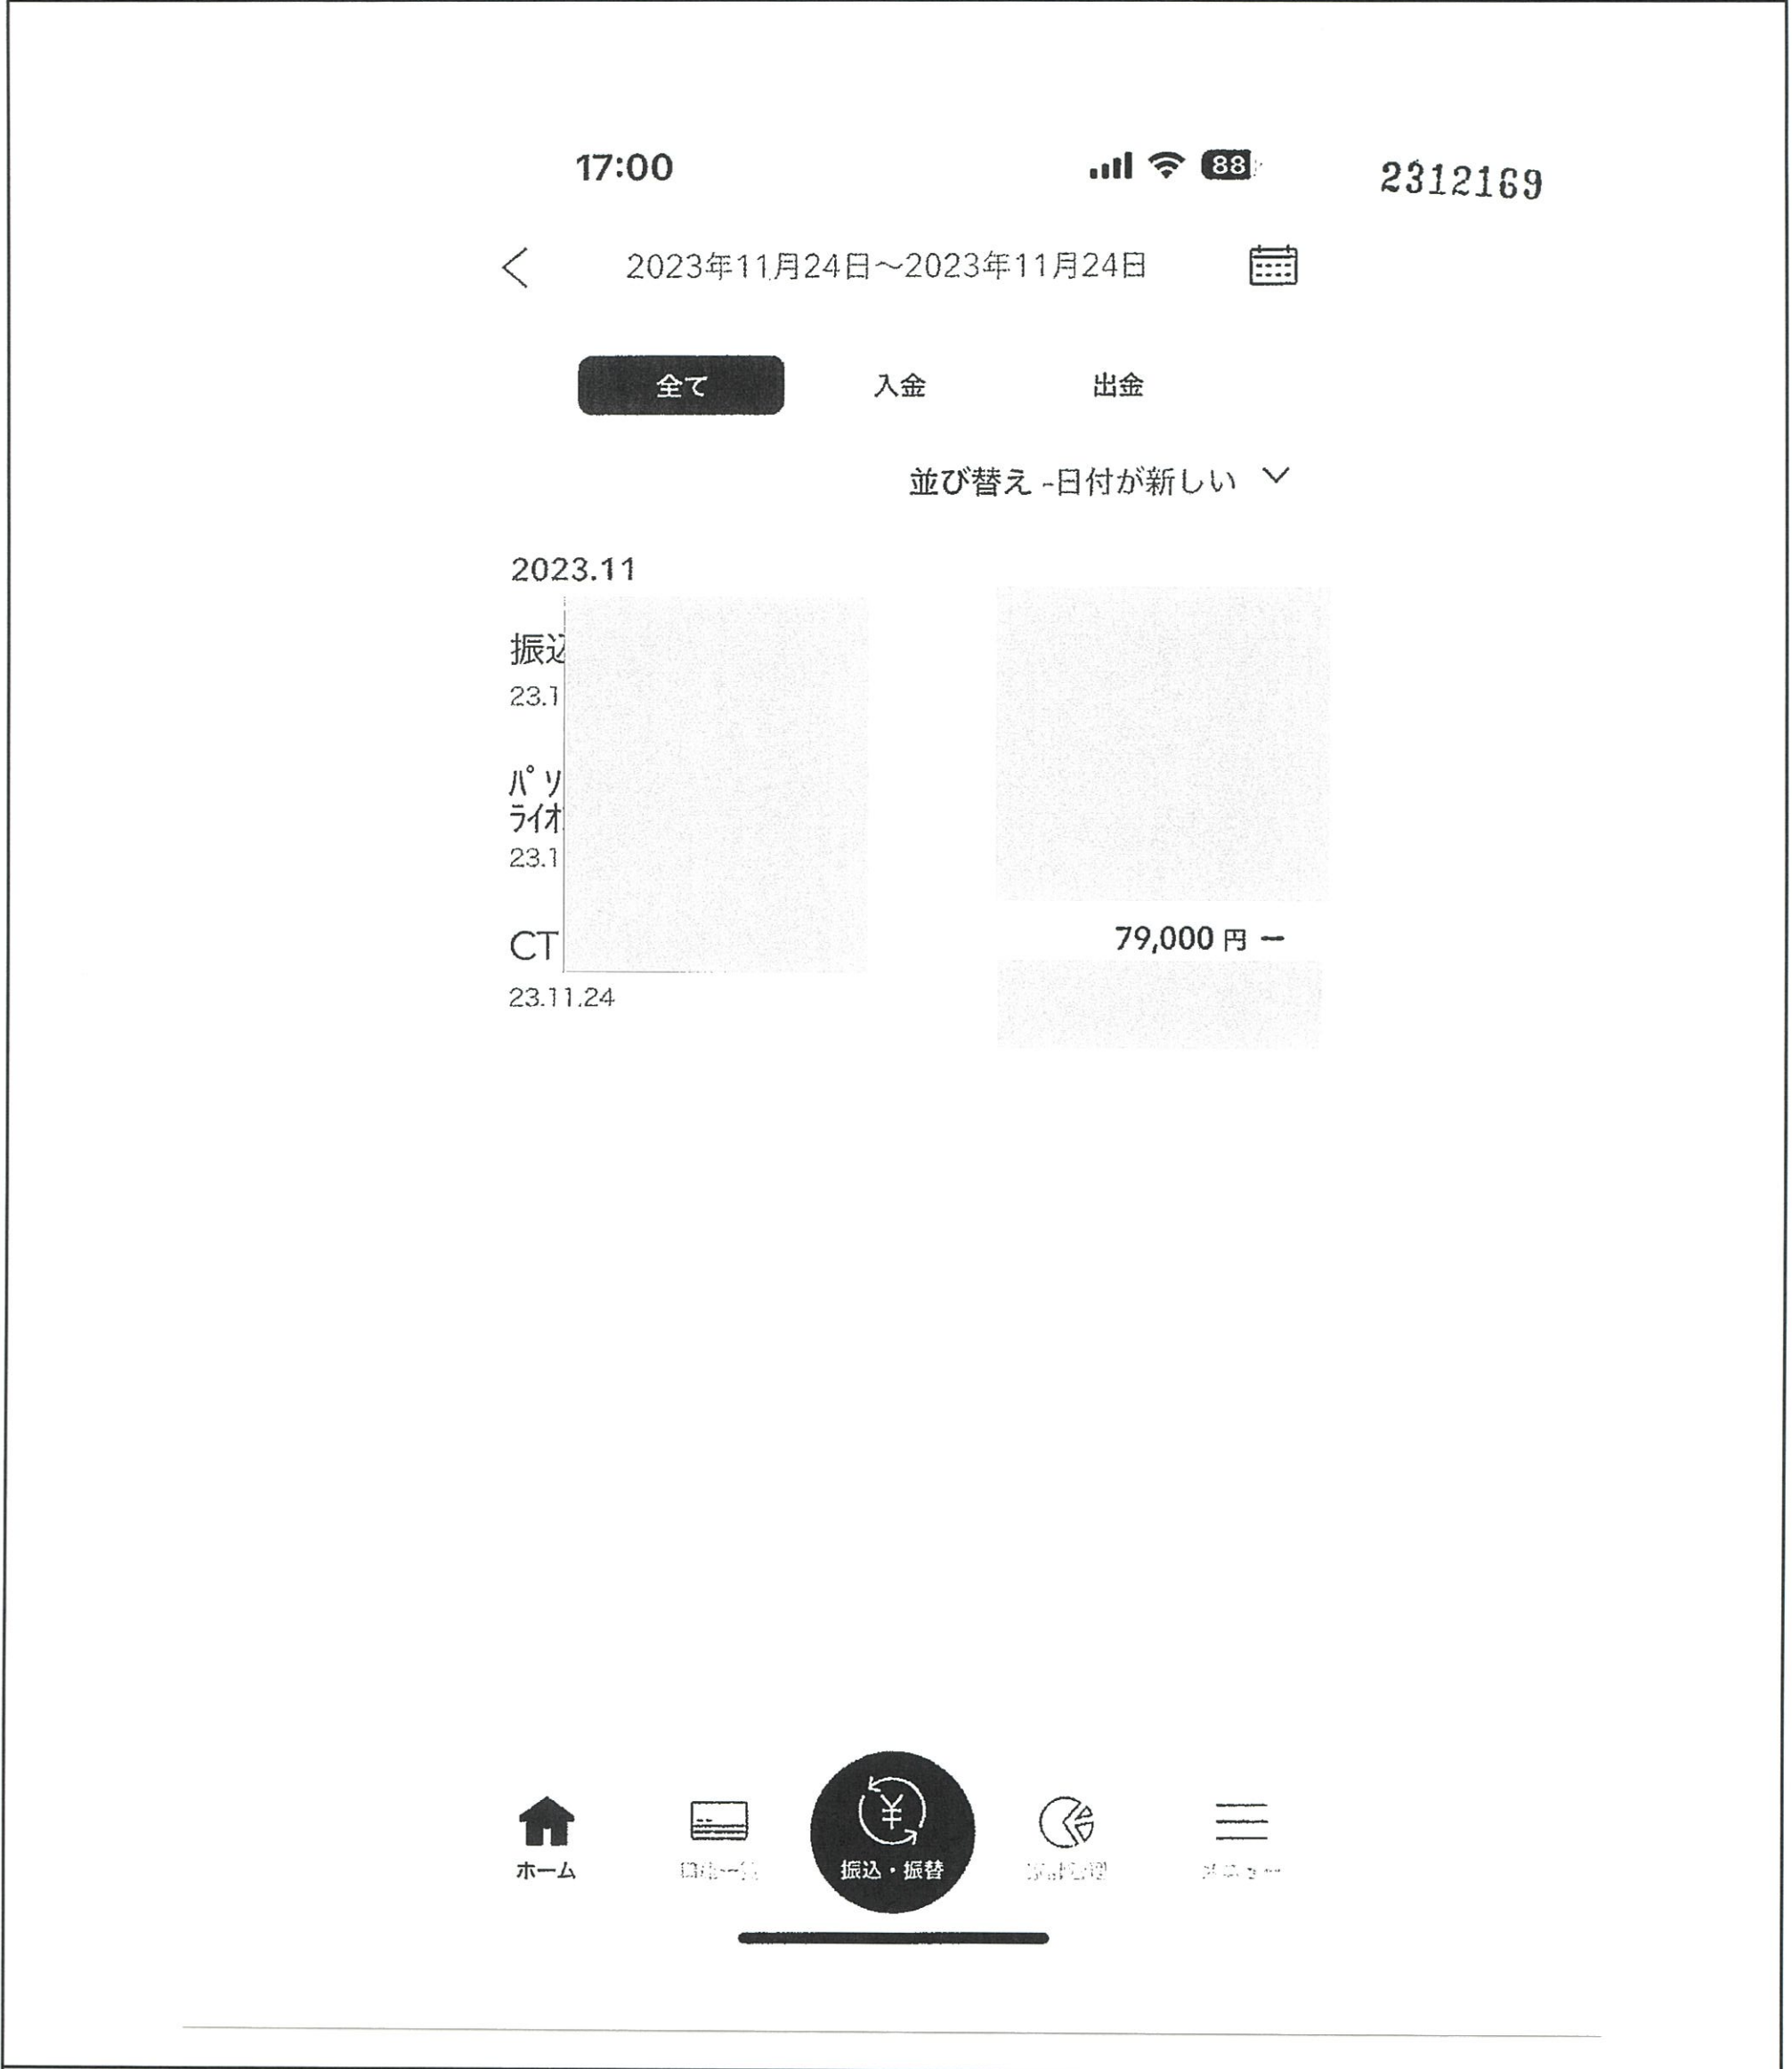 17:00
88
2312169
2023年11月24日～2023年11月24日
全て
入金
出金
並び替え -日付が新しい
2023.11
振込
23.1
ﾊﾟｿ
ﾗｲｵ
23.1
CT
79,000 円 −
23.11.24
ホーム
振込・振替